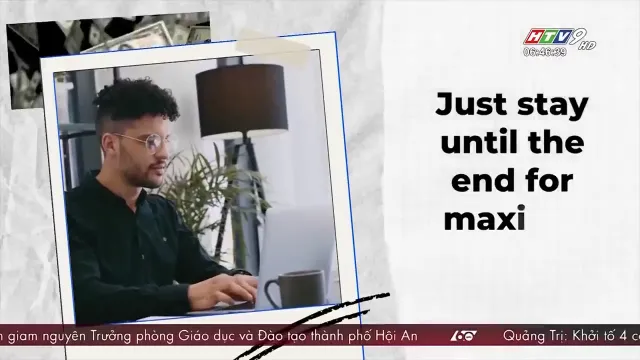 HTV9 HD
06:46:39
Just stay
until the
end for
maxi
giam nguyên Trưởng phòng Giáo dục và Đào tạo thành phố Hội An
60 Quảng Trị: Khởi tố 4